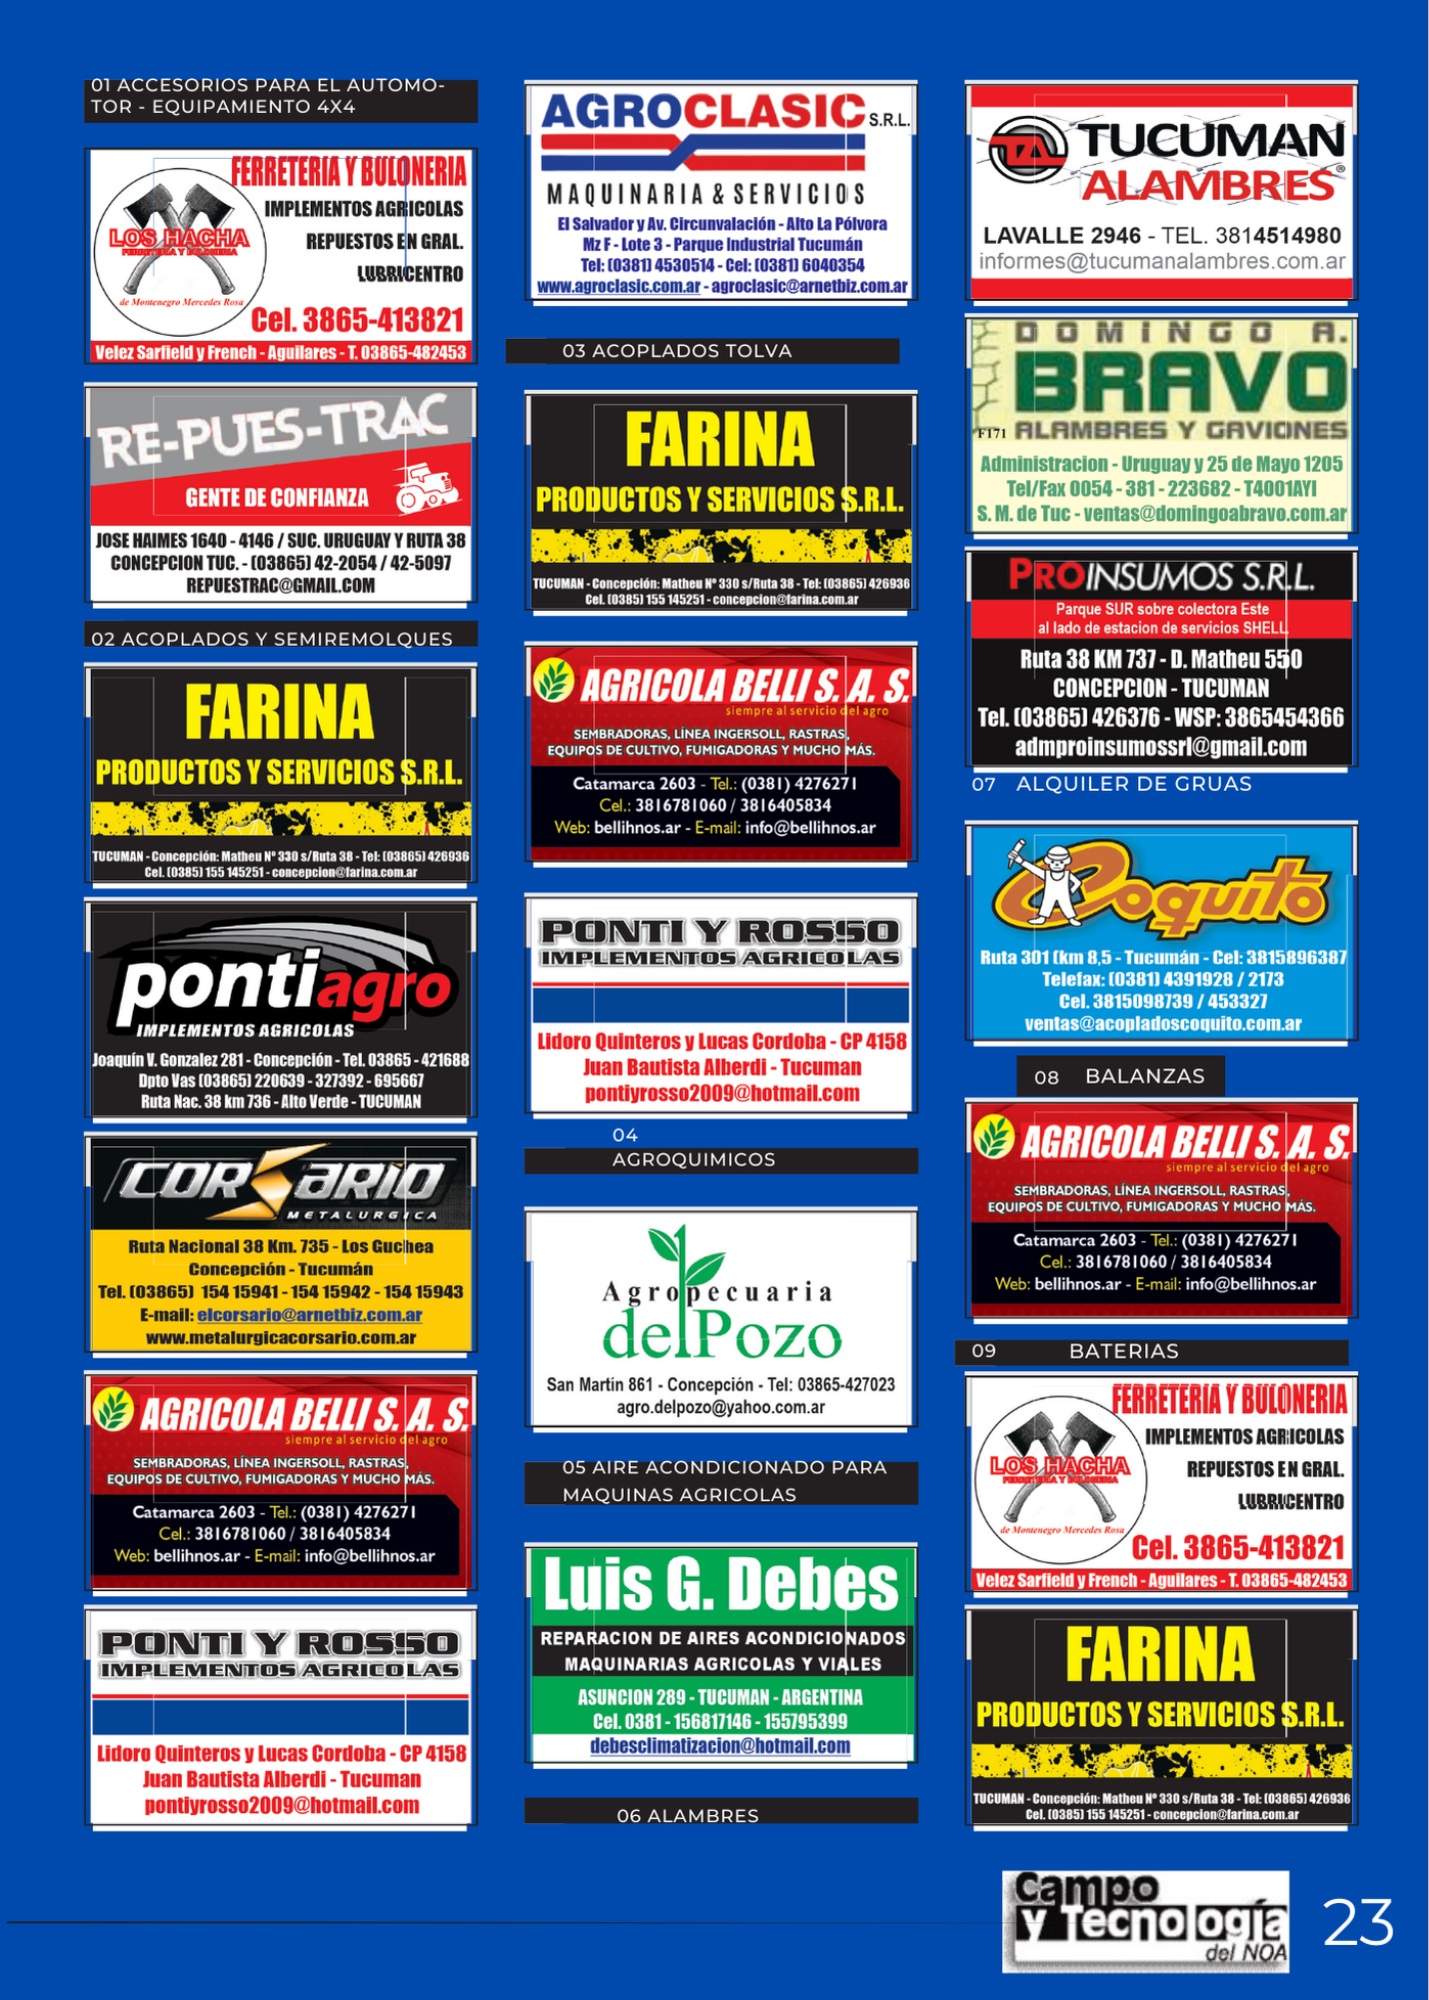 01 ACCESORIOS PARA EL AUTOMO-
TOR - EQUIPAMIENTO 4X4
FERRETERIA Y BULONERIA
IMPLEMENTOS AGRICOLAS
REPUESTOS EN GRAL.
LUBRICENTRO
LOS HACHA
FERRETERIA Y BULONERIA
de Montenegro Mercedes Rosa
Cel. 3865-413821
Velez Sarfield y French - Aguilares - T. 03865-482453
RE-PUES-TRAC
GENTE DE CONFIANZA
JOSE HAIMES 1640 - 4146 / SUC. URUGUAY Y RUTA 38
CONCEPCION TUC. - (03865) 42-2054 / 42-5097
REPUESTRAC@GMAIL.COM
02 ACOPLADOS Y SEMIREMOLQUES
FARINA
PRODUCTOS Y SERVICIOS S.R.L.
TUCUMAN - Concepción: Matheu Nº 330 s/Ruta 38 - Tel: (03865) 426936
Cel. (0385) 155 145251 - concepcion@farina.com.ar
pontiagro
IMPLEMENTOS AGRICOLAS
Joaquín V. Gonzalez 281 - Concepción - Tel. 03865 - 421688
Dpto Vas (03865) 220639 - 327392 - 695667
Ruta Nac. 38 km 736 - Alto Verde - TUCUMAN
CORSARIO
METALURGICA
Ruta Nacional 38 Km. 735 - Los Guchea
Concepción - Tucumán
Tel. (03865) 154 15941 - 154 15942 - 154 15943
E-mail: elcorsario@arnetbiz.com.ar
www.metalurgicacorsario.com.ar
AGRICOLA BELLI S. A. S.
siempre al servicio del agro
SEMBRADORAS, LÍNEA INGERSOLL, RASTRAS,
EQUIPOS DE CULTIVO, FUMIGADORAS Y MUCHO MÁS.
Catamarca 2603 - Tel.: (0381) 4276271
Cel.: 3816781060 / 3816405834
Web: bellihnos.ar - E-mail: info@bellihnos.ar
PONTI Y ROSSO
IMPLEMENTOS AGRICOLAS
Lidoro Quinteros y Lucas Cordoba - CP 4158
Juan Bautista Alberdi - Tucuman
pontiyrosso2009@hotmail.com
AGROCLASIC S.R.L.
MAQUINARIA & SERVICIOS
El Salvador y Av. Circunvalación - Alto La Pólvora
Mz F - Lote 3 - Parque Industrial Tucumán
Tel: (0381) 4530514 - Cel: (0381) 6040354
www.agroclasic.com.ar - agroclasic@arnetbiz.com.ar
03 ACOPLADOS TOLVA
FARINA
PRODUCTOS Y SERVICIOS S.R.L.
TUCUMAN - Concepción: Matheu Nº 330 s/Ruta 38 - Tel: (03865) 426936
Cel. (0385) 155 145251 - concepcion@farina.com.ar
AGRICOLA BELLI S. A. S.
siempre al servicio del agro
SEMBRADORAS, LÍNEA INGERSOLL, RASTRAS,
EQUIPOS DE CULTIVO, FUMIGADORAS Y MUCHO MÁS.
Catamarca 2603 - Tel.: (0381) 4276271
Cel.: 3816781060 / 3816405834
Web: bellihnos.ar - E-mail: info@bellihnos.ar
PONTI Y ROSSO
IMPLEMENTOS AGRICOLAS
Lidoro Quinteros y Lucas Cordoba - CP 4158
Juan Bautista Alberdi - Tucuman
pontiyrosso2009@hotmail.com
04
AGROQUIMICOS
Agropecuaria
delPozo
San Martin 861 - Concepción - Tel: 03865-427023
agro.delpozo@yahoo.com.ar
05 AIRE ACONDICIONADO PARA
MAQUINAS AGRICOLAS
Luis G. Debes
REPARACION DE AIRES ACONDICIONADOS
MAQUINARIAS AGRICOLAS Y VIALES
ASUNCION 289 - TUCUMAN - ARGENTINA
Cel. 0381 - 156817146 - 155795399
debesclimatizacion@hotmail.com
06 ALAMBRES
TA TUCUMAN
ALAMBRES®
LAVALLE 2946 - TEL. 3814514980
informes@tucumanalambres.com.ar
DOMINGO A.
BRAVO
F171 ALAMBRES Y GAVIONES
Administracion - Uruguay y 25 de Mayo 1205
Tel/Fax 0054 - 381 - 223682 - T4001AYI
S. M. de Tuc - ventas@domingoabravo.com.ar
PROINSUMOS S.R.L.
Parque SUR sobre colectora Este
al lado de estacion de servicios SHELL
Ruta 38 KM 737 - D. Matheu 550
CONCEPCION - TUCUMAN
Tel. (03865) 426376 - WSP: 3865454366
admproinsumossrl@gmail.com
07 ALQUILER DE GRUAS
Coquito
Ruta 301 (km 8,5 - Tucumán - Cel: 3815896387
Telefax: (0381) 4391928 / 2173
Cel. 3815098739 / 453327
ventas@acopladoscoquito.com.ar
08 BALANZAS
AGRICOLA BELLI S. A. S.
siempre al servicio del agro
SEMBRADORAS, LÍNEA INGERSOLL, RASTRAS,
EQUIPOS DE CULTIVO, FUMIGADORAS Y MUCHO MÁS.
Catamarca 2603 - Tel.: (0381) 4276271
Cel.: 3816781060 / 3816405834
Web: bellihnos.ar - E-mail: info@bellihnos.ar
09 BATERIAS
FERRETERIA Y BULONERIA
IMPLEMENTOS AGRICOLAS
REPUESTOS EN GRAL.
LUBRICENTRO
LOS HACHA
FERRETERIA Y BULONERIA
de Montenegro Mercedes Rosa
Cel. 3865-413821
Velez Sarfield y French - Aguilares - T. 03865-482453
FARINA
PRODUCTOS Y SERVICIOS S.R.L.
TUCUMAN - Concepción: Matheu Nº 330 s/Ruta 38 - Tel: (03865) 426936
Cel. (0385) 155 145251 - concepcion@farina.com.ar
Campo
y Tecnología
del NOA
23